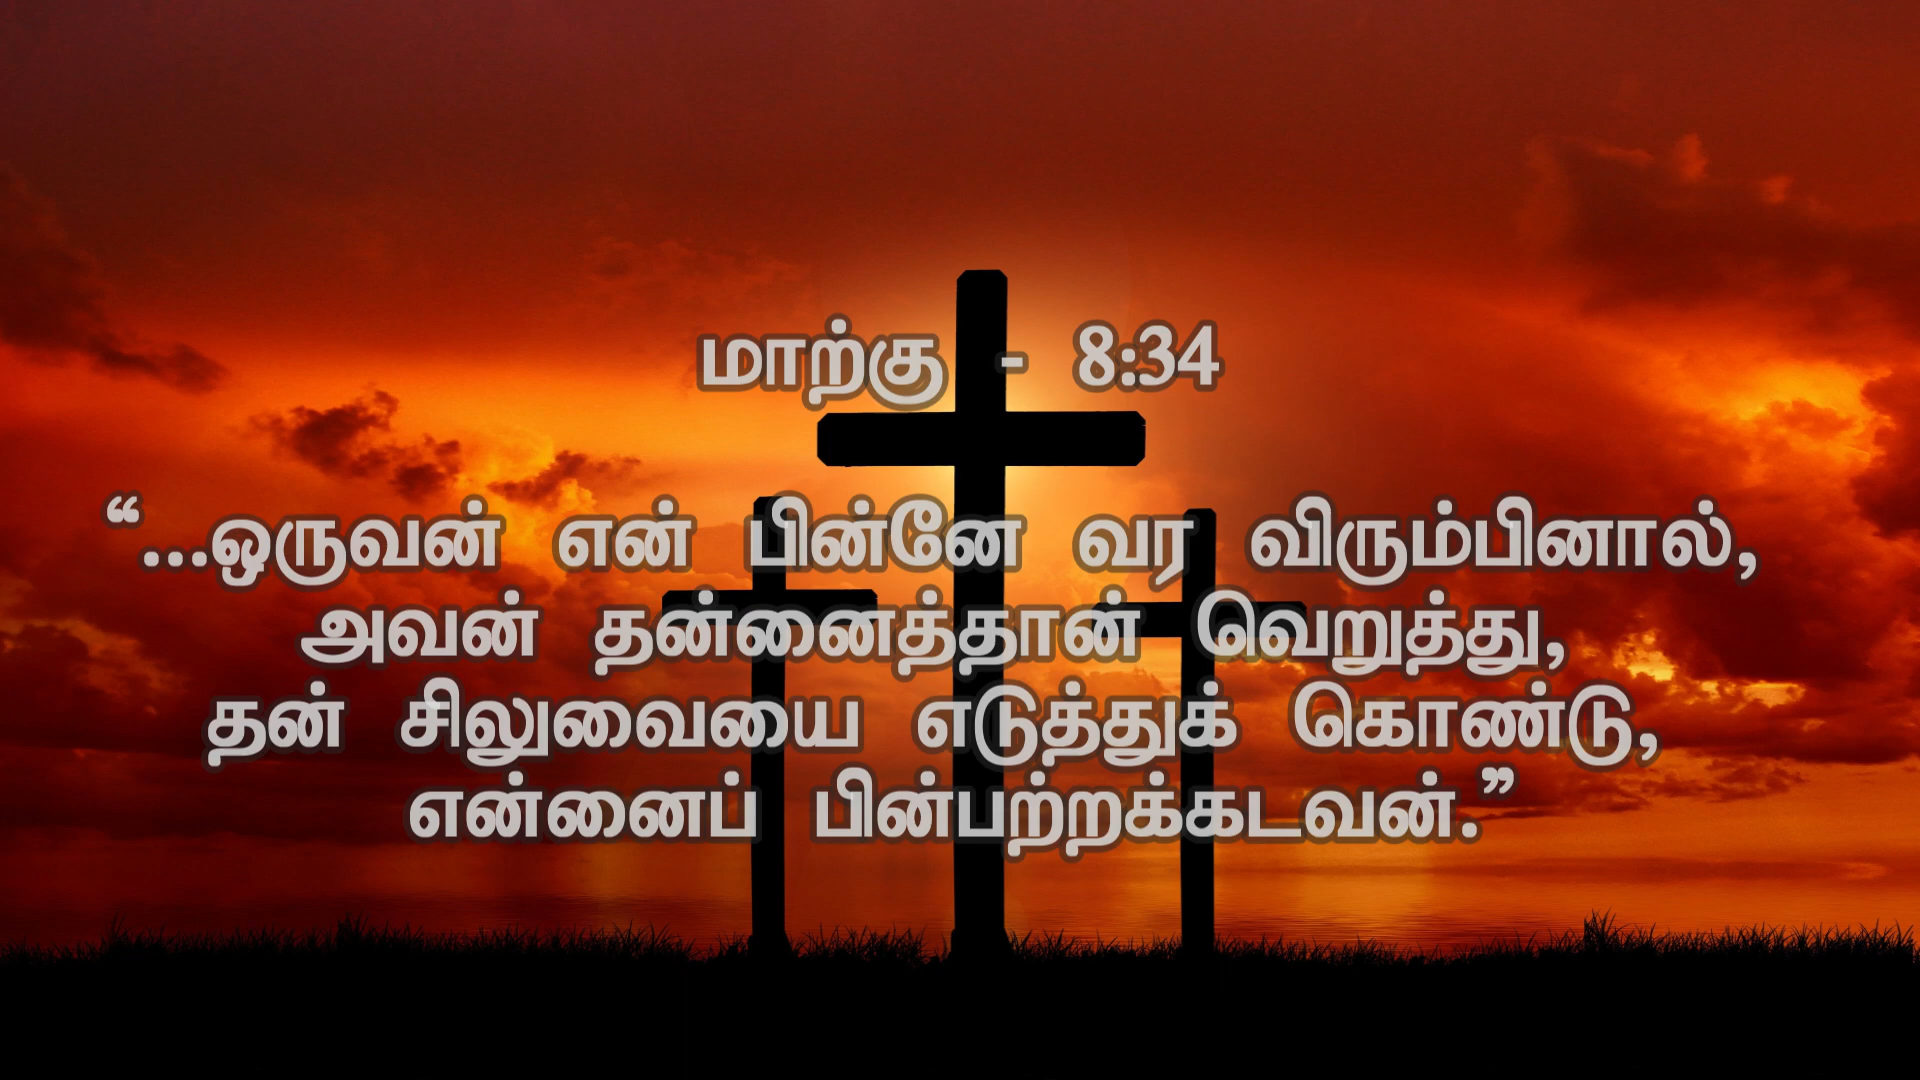 மாற்கு - 8:34
“...ஒருவன் என் பின்னே வர விரும்பினால்,
அவன் தன்னைத்தான் வெறுத்து,
தன் சிலுவையை எடுத்துக் கொண்டு,
என்னைப் பின்பற்றக்கடவன்.”